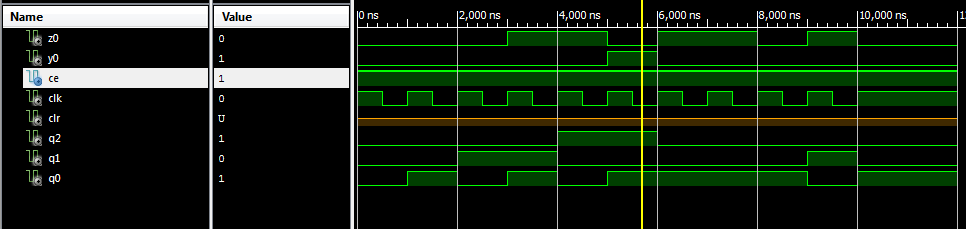 Name Value 0 ns 2,000 ns 4,000 ns 6,000 ns 8,000 ns 10,000 ns 12
z0 0
y0 1
ce 1
clk 0
clr U
q2 1
q1 0
q0 1